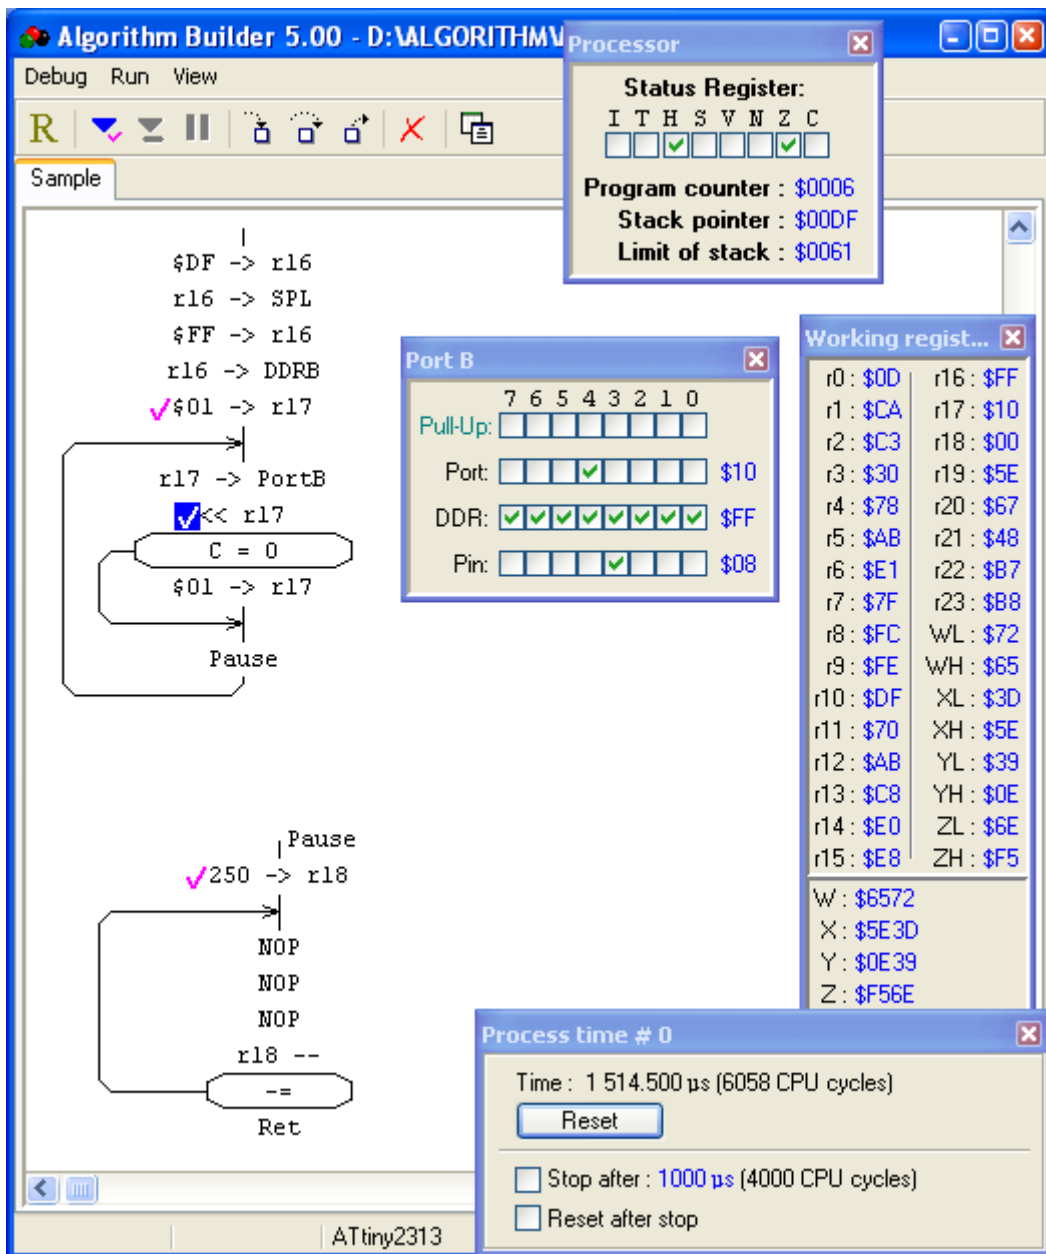 Algorithm Builder 5.00 - D:\ALGORITHM\
Debug Run View
R
Sample
$DF -> r16
r16 -> SPL
$FF -> r16
r16 -> DDRB
$01 -> r17
r17 -> PortB
<< r17
C = 0
$01 -> r17
Pause
Pause
250 -> r18
NOP
NOP
NOP
r18 --
-=
Ret
ATtiny2313
Processor
Status Register:
I T H S V N Z C
Program counter : $0006
Stack pointer : $00DF
Limit of stack : $0061
Port B
7 6 5 4 3 2 1 0
Pull-Up:
Port: $10
DDR: $FF
Pin: $08
Working regist...
r0 : $0D r16 : $FF
r1 : $CA r17 : $10
r2 : $C3 r18 : $00
r3 : $30 r19 : $5E
r4 : $78 r20 : $67
r5 : $AB r21 : $48
r6 : $E1 r22 : $B7
r7 : $7F r23 : $B8
r8 : $FC WL : $72
r9 : $FE WH : $65
r10 : $DF XL : $3D
r11 : $70 XH : $5E
r12 : $AB YL : $39
r13 : $C8 YH : $0E
r14 : $E0 ZL : $6E
r15 : $E8 ZH : $F5
W : $6572
X : $5E3D
Y : $0E39
Z : $F56E
Process time # 0
Time : 1 514.500 µs (6058 CPU cycles)
Reset
Stop after : 1000 µs (4000 CPU cycles)
Reset after stop